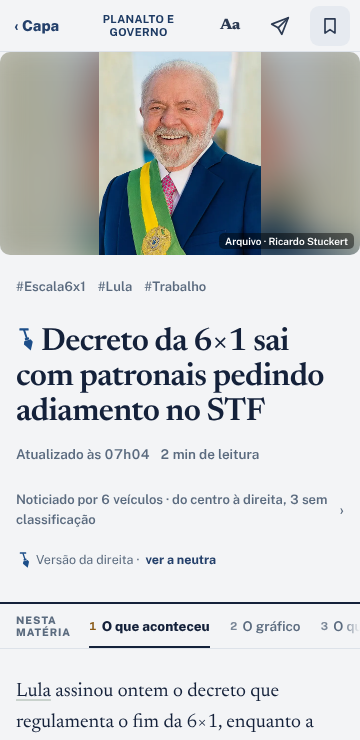 ‹ Capa
PLANALTO E
GOVERNO
Aa
Arquivo · Ricardo Stuckert
#Escala6x1 #Lula #Trabalho
Decreto da 6×1 sai
com patronais pedindo
adiamento no STF
Atualizado às 07h04 2 min de leitura
Noticiado por 6 veículos · do centro à direita, 3 sem
classificação
›
Versão da direita · ver a neutra
NESTA
MATÉRIA
1 O que aconteceu 2 O gráfico 3 O qu
Lula assinou ontem o decreto que
regulamenta o fim da 6×1, enquanto a